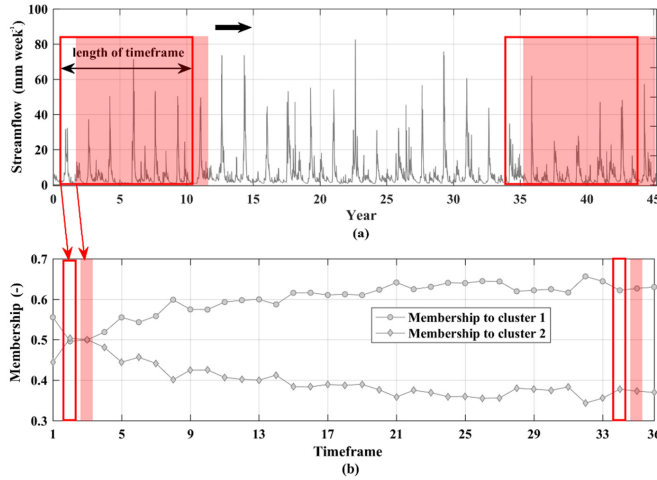 100
80
60
40
20
0
Streamflow (mm week⁻¹)
length of timeframe
0 5 10 15 20 25 30 35 40 45
Year
(a)
0.7
0.6
0.5
0.4
0.3
Membership (-)
Membership to cluster 1
Membership to cluster 2
1 5 9 13 17 21 25 29 33 36
Timeframe
(b)